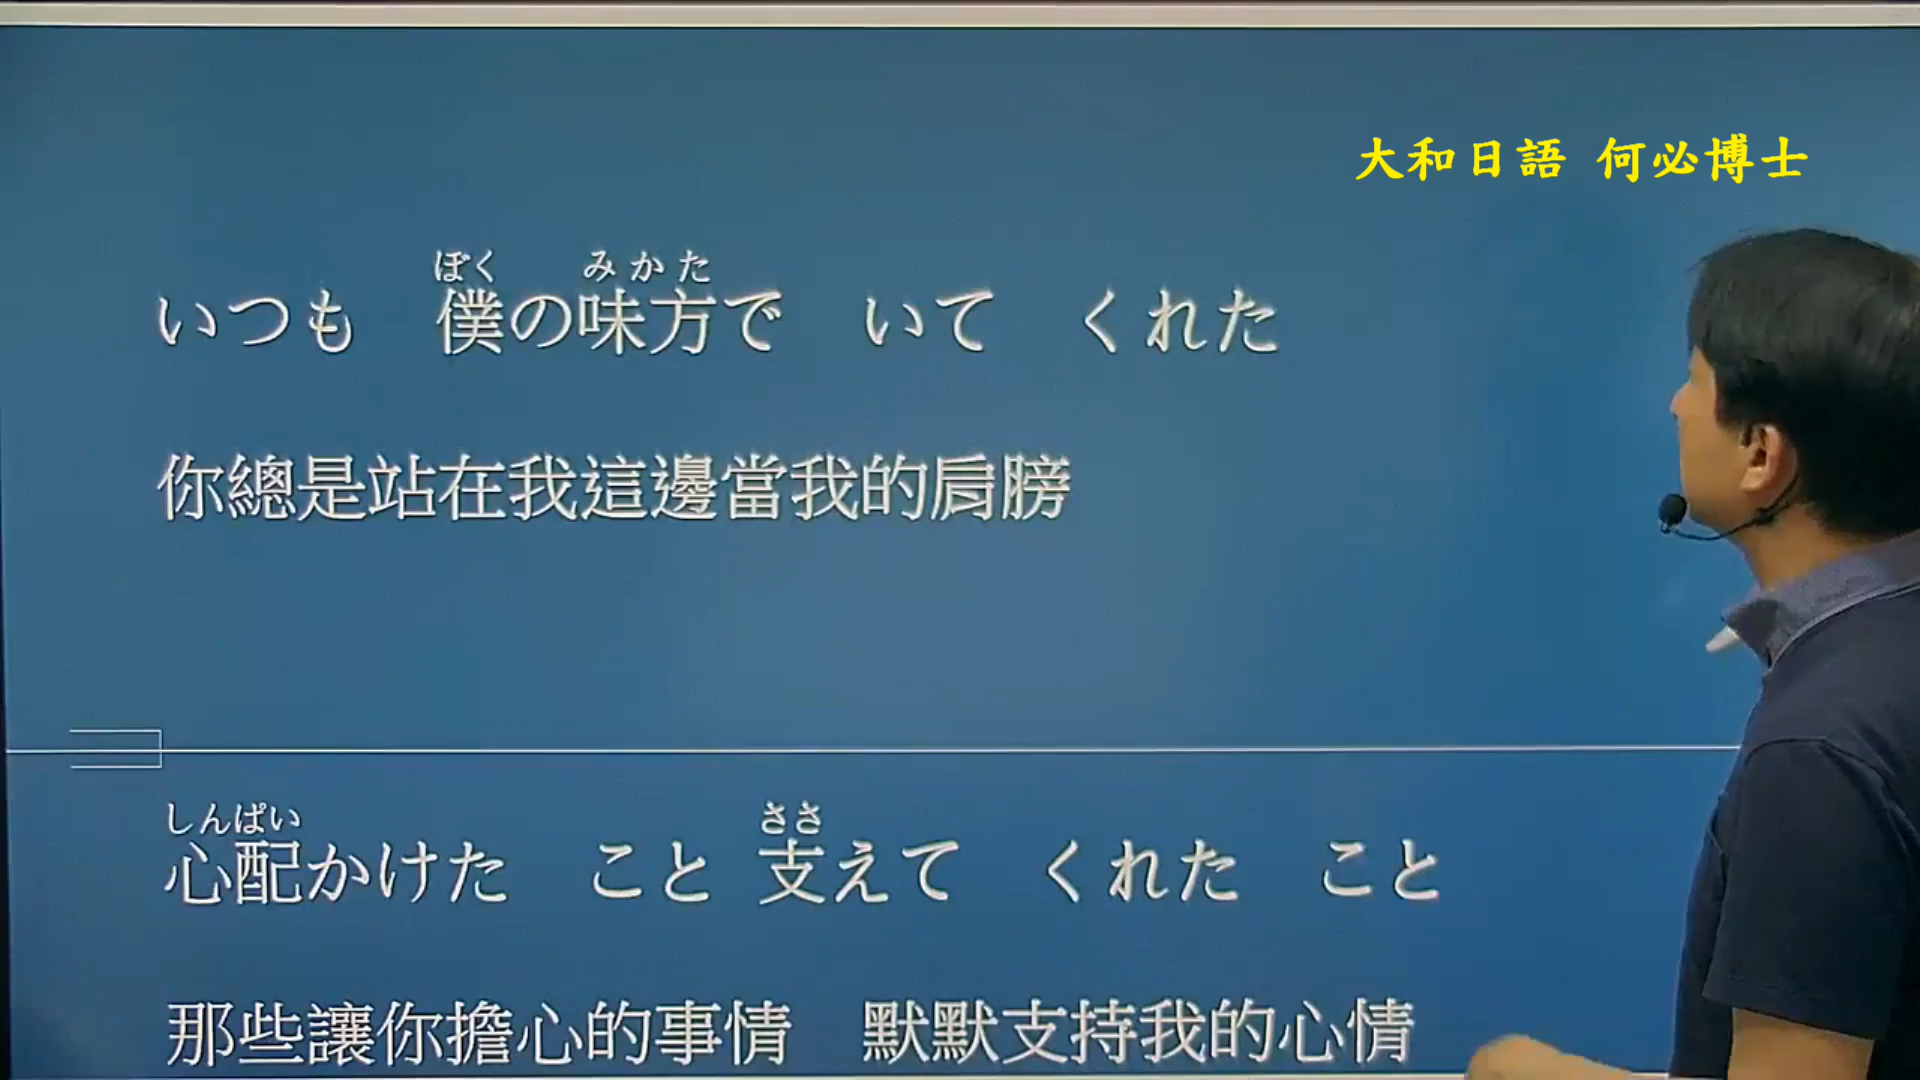 大和日語 何必博士
ぼく みかた
いつも 僕の味方で いて くれた
你總是站在我這邊當我的肩膀
しんぱい ささ
心配かけた こと 支えて くれた こと
那些讓你擔心的事情 默默支持我的心情